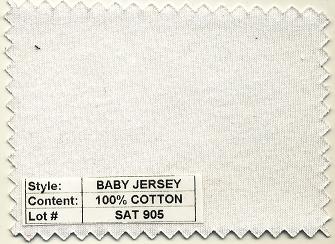 Style: BABY JERSEY
Content: 100% COTTON
Lot # SAT 905